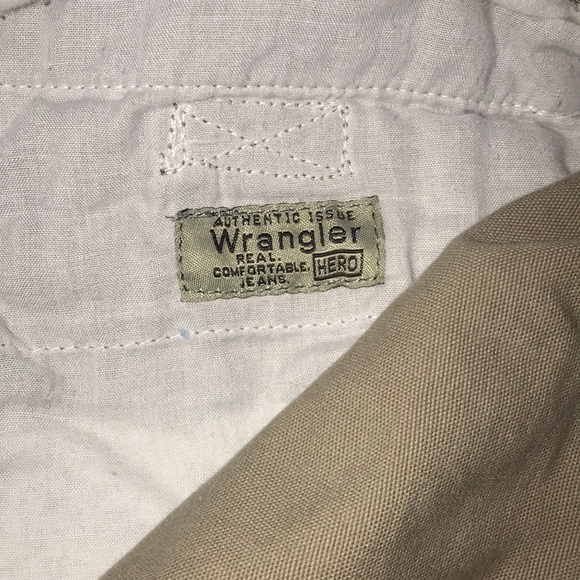 AUTHENTIC ISSUE
Wrangler
REAL.
COMFORTABLE. HERO
JEANS.